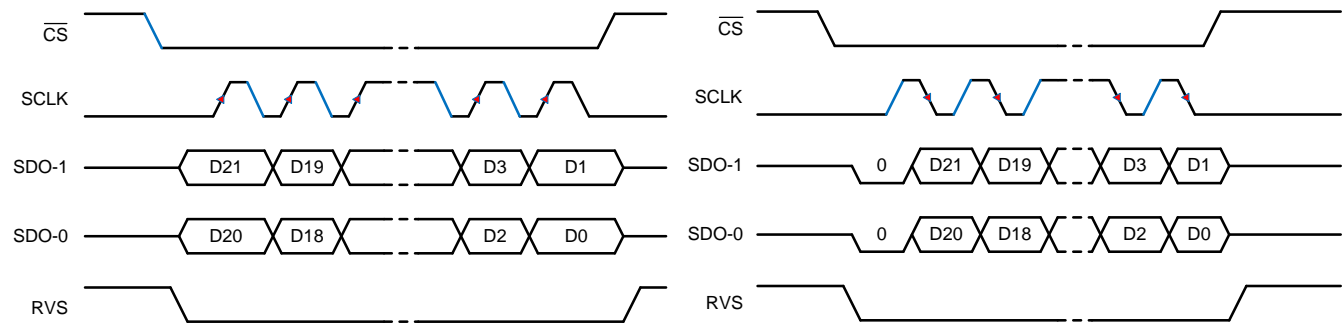 CS
SCLK
SDO-1 D21 D19 D3 D1
SDO-0 D20 D18 D2 D0
RVS
CS
SCLK
SDO-1 0 D21 D19 D3 D1
SDO-0 0 D20 D18 D2 D0
RVS